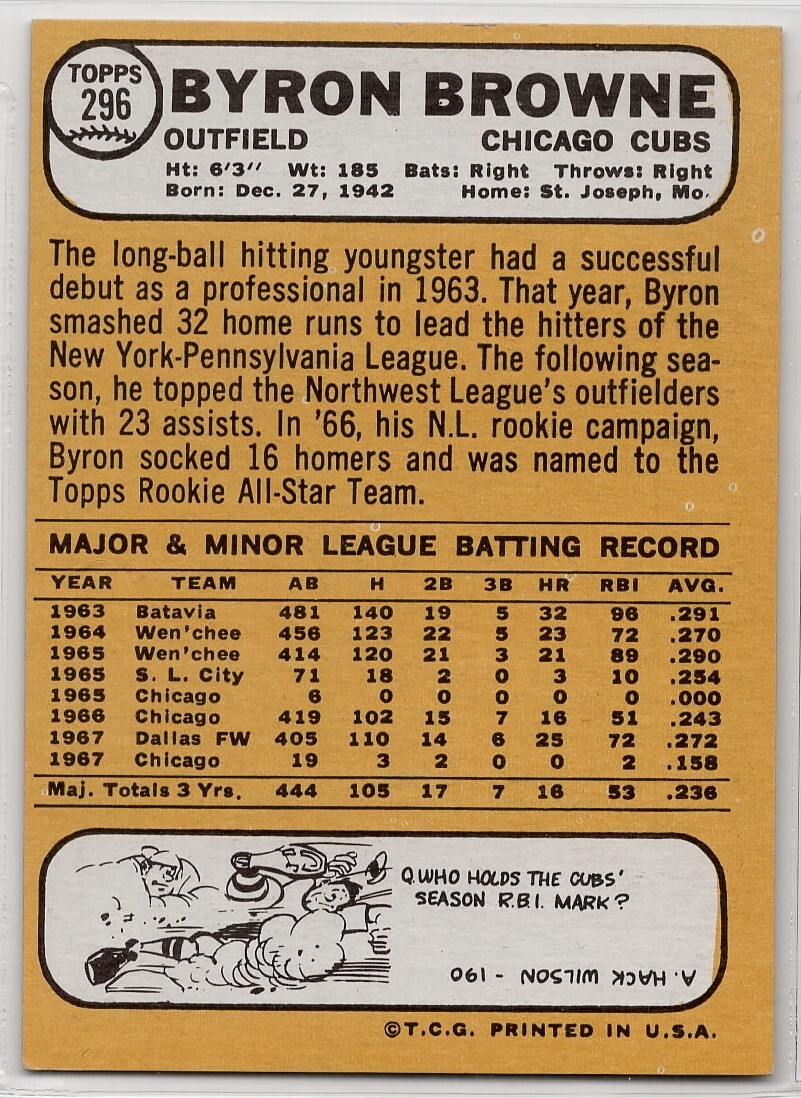 TOPPS
296
BYRON BROWNE
OUTFIELD CHICAGO CUBS
Ht: 6'3'' Wt: 185 Bats: Right Throws: Right
Born: Dec. 27, 1942 Home: St. Joseph, Mo.
The long-ball hitting youngster had a successful
debut as a professional in 1963. That year, Byron
smashed 32 home runs to lead the hitters of the
New York-Pennsylvania League. The following sea-
son, he topped the Northwest League's outfielders
with 23 assists. In '66, his N.L. rookie campaign,
Byron socked 16 homers and was named to the
Topps Rookie All-Star Team.
MAJOR & MINOR LEAGUE BATTING RECORD
YEAR TEAM AB H 2B 3B HR RBI AVG.
1963 Batavia 481 140 19 5 32 96 .291
1964 Wen'chee 456 123 22 5 23 72 .270
1965 Wen'chee 414 120 21 3 21 89 .290
1965 S. L. City 71 18 2 0 3 10 .254
1965 Chicago 6 0 0 0 0 0 .000
1966 Chicago 419 102 15 7 16 51 .243
1967 Dallas FW 405 110 14 6 25 72 .272
1967 Chicago 19 3 2 0 0 2 .158
Maj. Totals 3 Yrs. 444 105 17 7 16 53 .236
Q. WHO HOLDS THE CUBS'
SEASON R.B.I. MARK?
A. HACK WILSON - 190
©T.C.G. PRINTED IN U.S.A.